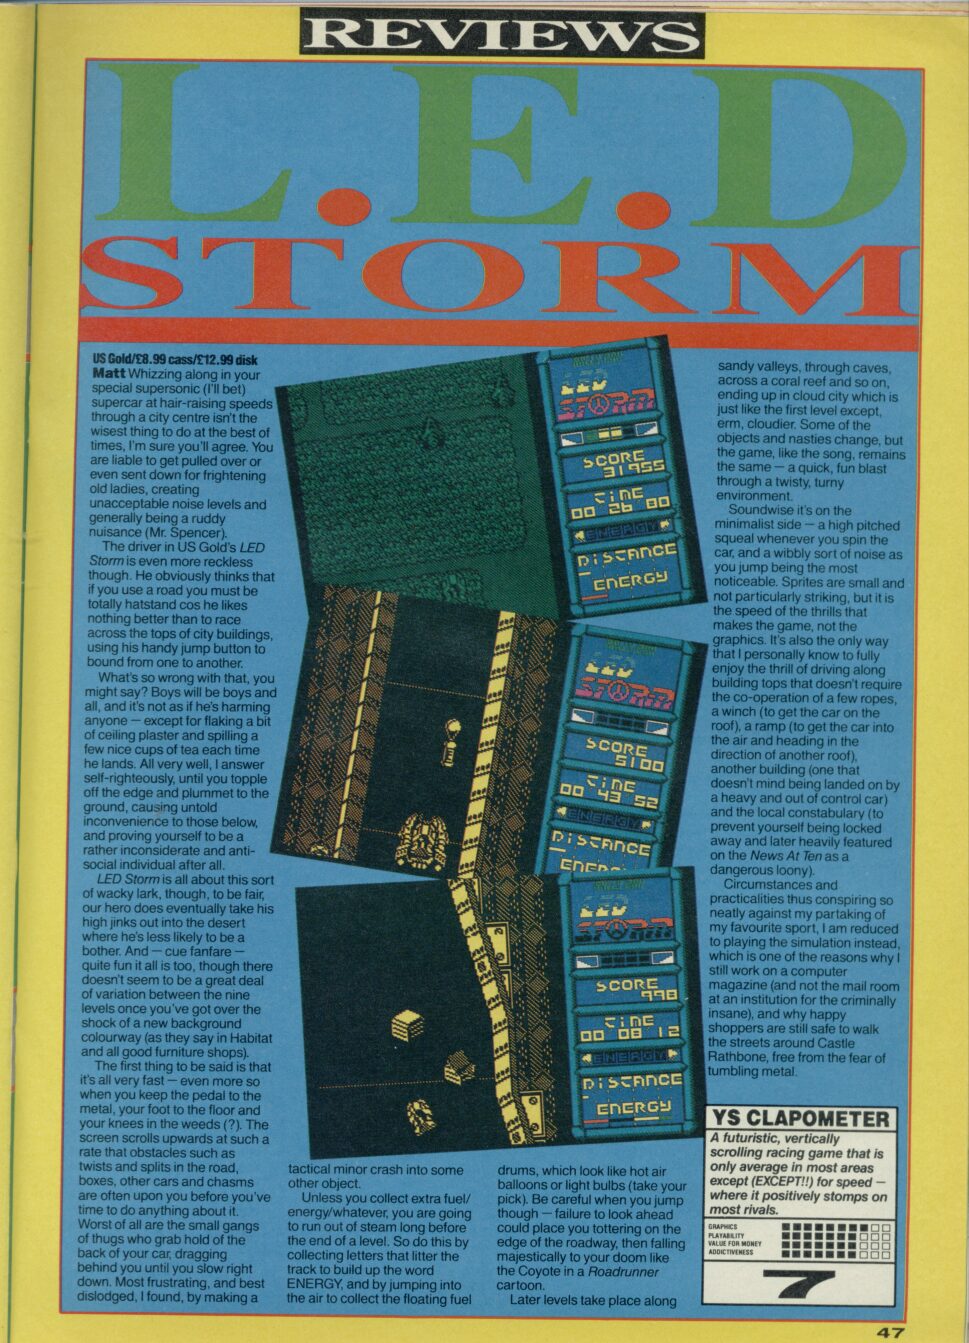 REVIEWS
L.E.D
STORM
US Gold/£8.99 cass/£12.99 disk
Matt Whizzing along in your
special supersonic (I'll bet)
supercar at hair-raising speeds
through a city centre isn't the
wisest thing to do at the best of
times, I'm sure you'll agree. You
are liable to get pulled over or
even sent down for frightening
old ladies, creating
unacceptable noise levels and
generally being a ruddy
nuisance (Mr. Spencer).
The driver in US Gold's LED
Storm is even more reckless
though. He obviously thinks that
if you use a road you must be
totally hatstand cos he likes
nothing better than to race
across the tops of city buildings,
using his handy jump button to
bound from one to another.
What's so wrong with that, you
might say? Boys will be boys and
all, and it's not as if he's harming
anyone — except for flaking a bit
of ceiling plaster and spilling a
few nice cups of tea each time
he lands. All very well, I answer
self-righteously, until you topple
off the edge and plummet to the
ground, causing untold
inconvenience to those below,
and proving yourself to be a
rather inconsiderate and anti-
social individual after all.
LED Storm is all about this sort
of wacky lark, though, to be fair,
our hero does eventually take his
high jinks out into the desert
where he's less likely to be a
bother. And — cue fanfare —
quite fun it all is too, though there
doesn't seem to be a great deal
of variation between the nine
levels once you've got over the
shock of a new background
colourway (as they say in Habitat
and all good furniture shops).
The first thing to be said is that
it's all very fast — even more so
when you keep the pedal to the
metal, your foot to the floor and
your knees in the weeds (?). The
screen scrolls upwards at such a
rate that obstacles such as
twists and splits in the road,
boxes, other cars and chasms
are often upon you before you've
time to do anything about it.
Worst of all are the small gangs
of thugs who grab hold of the
back of your car, dragging
behind you until you slow right
down. Most frustrating, and best
dislodged, I found, by making a
tactical minor crash into some
other object.
Unless you collect extra fuel/
energy/whatever, you are going
to run out of steam long before
the end of a level. So do this by
collecting letters that litter the
track to build up the word
ENERGY, and by jumping into
the air to collect the floating fuel
drums, which look like hot air
balloons or light bulbs (take your
pick). Be careful when you jump
though — failure to look ahead
could place you tottering on the
edge of the roadway, then falling
majestically to your doom like
the Coyote in a Roadrunner
cartoon.
Later levels take place along
sandy valleys, through caves,
across a coral reef and so on,
ending up in cloud city which is
just like the first level except,
erm, cloudier. Some of the
objects and nasties change, but
the game, like the song, remains
the same — a quick, fun blast
through a twisty, turny
environment.
Soundwise it's on the
minimalist side — a high pitched
squeal whenever you spin the
car, and a wibbly sort of noise as
you jump being the most
noticeable. Sprites are small and
not particularly striking, but it is
the speed of the thrills that
makes the game, not the
graphics. It's also the only way
that I personally know to fully
enjoy the thrill of driving along
building tops that doesn't require
the co-operation of a few ropes,
a winch (to get the car on the
roof), a ramp (to get the car into
the air and heading in the
direction of another roof),
another building (one that
doesn't mind being landed on by
a heavy and out of control car)
and the local constabulary (to
prevent yourself being locked
away and later heavily featured
on the News At Ten as a
dangerous loony).
Circumstances and
practicalities thus conspiring so
neatly against my partaking of
my favourite sport, I am reduced
to playing the simulation instead,
which is one of the reasons why I
still work on a computer
magazine (and not the mail room
at an institution for the criminally
insane), and why happy
shoppers are still safe to walk
the streets around Castle
Rathbone, free from the fear of
tumbling metal.
LED
STORM
SCORE
31955
TIME
00 26 80
ENERGY
DISTANCE
ENERGY
LED
STORM
SCORE
5100
TIME
00 43 52
ENERGY
DISTANCE
ENERGY
LED
STORM
SCORE
998
TIME
00 08 12
ENERGY
DISTANCE
ENERGY
YS CLAPOMETER
A futuristic, vertically
scrolling racing game that is
only average in most areas
except (EXCEPT!!) for speed —
where it positively stomps on
most rivals.
GRAPHICS
PLAYABILITY
VALUE FOR MONEY
ADDICTIVENESS
7
47